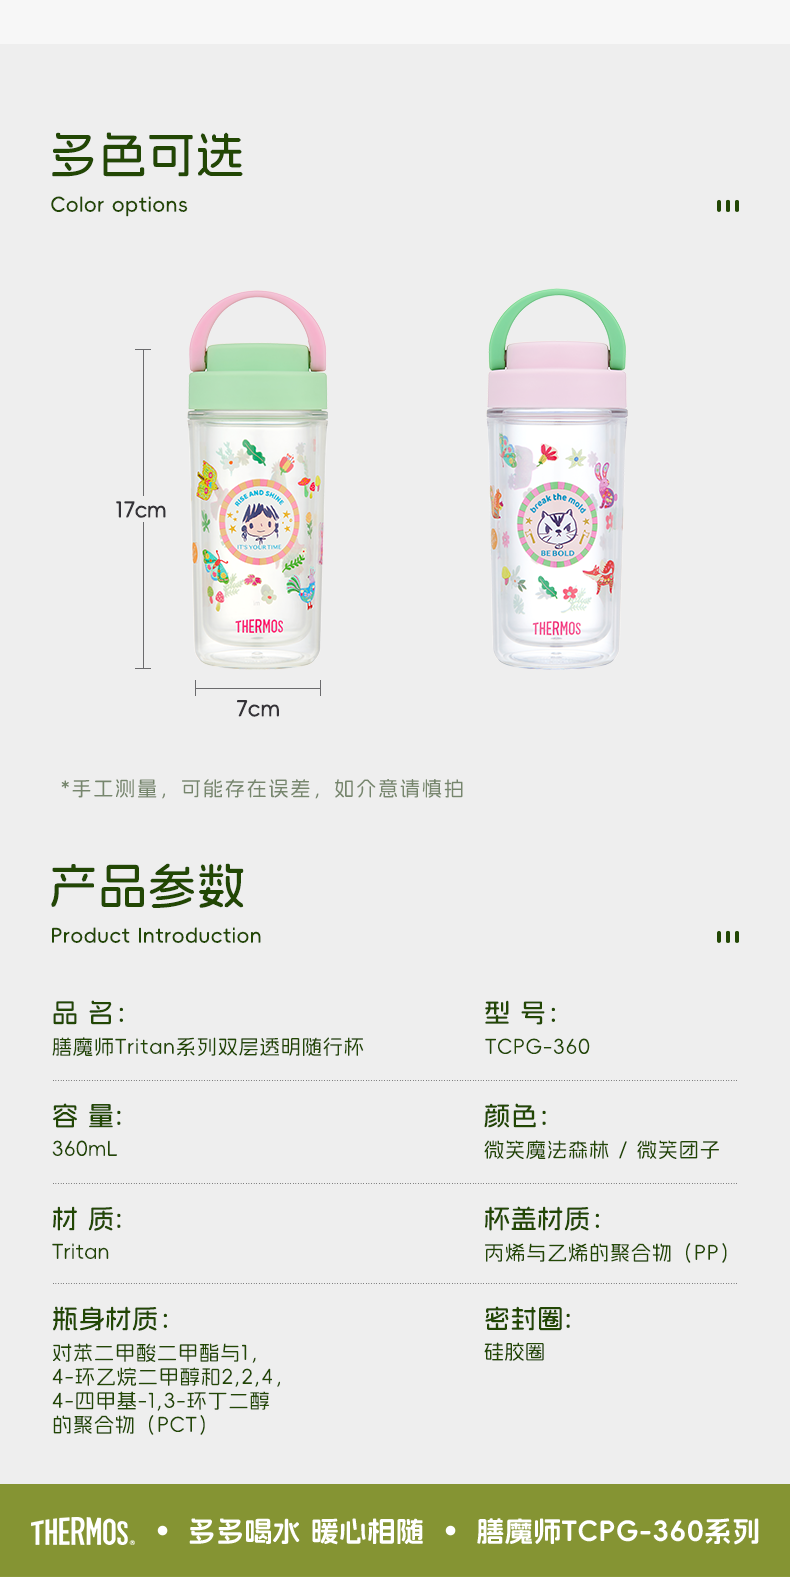 多色可选
Color options
RISE AND SHINE
IT'S YOUR TIME
THERMOS
break the mold
BE BOLD
THERMOS
17cm
7cm
*手工测量，可能存在误差，如介意请慎拍
产品参数
Product Introduction
品 名：
膳魔师Tritan系列双层透明随行杯
型 号：
TCPG-360
容 量：
360mL
颜色：
微笑魔法森林 / 微笑团子
材 质：
Tritan
杯盖材质：
丙烯与乙烯的聚合物（PP）
瓶身材质：
对苯二甲酸二甲酯与1，
4-环乙烷二甲醇和2,2,4，
4-四甲基-1,3-环丁二醇
的聚合物（PCT）
密封圈：
硅胶圈
THERMOS® • 多多喝水 暖心相随 • 膳魔师TCPG-360系列